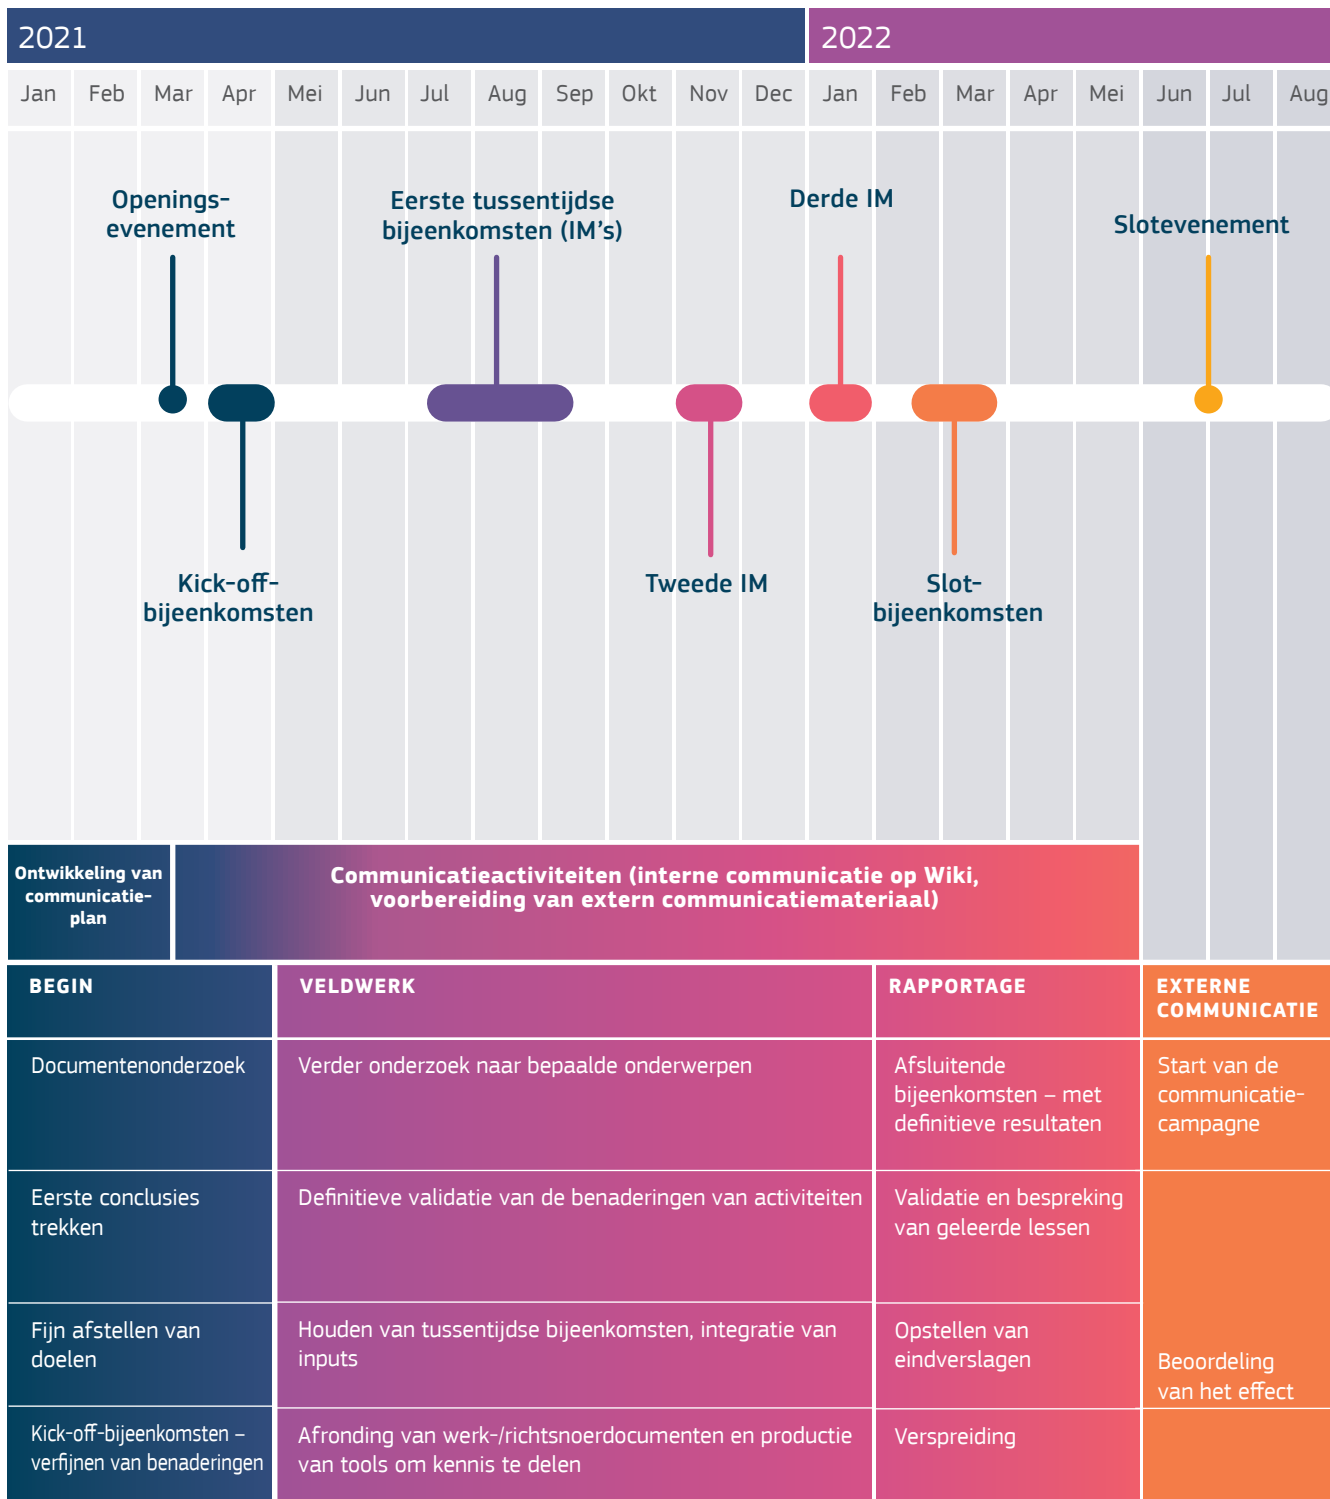 2021
2022
Jan Feb Mar Apr Mei Jun Jul Aug Sep Okt Nov Dec Jan Feb Mar Apr Mei Jun Jul Aug
Openings-
evenement
Eerste tussentijdse
bijeenkomsten (IM’s)
Derde IM
Slotevenement
Kick-off-
bijeenkomsten
Tweede IM
Slot-
bijeenkomsten
Ontwikkeling van
communicatie-
plan
Communicatieactiviteiten (interne communicatie op Wiki,
voorbereiding van extern communicatiemateriaal)
BEGIN
VELDWERK
RAPPORTAGE
EXTERNE
COMMUNICATIE
Documentenonderzoek
Verder onderzoek naar bepaalde onderwerpen
Afsluitende
bijeenkomsten – met
definitieve resultaten
Start van de
communicatie-
campagne
Eerste conclusies
trekken
Definitieve validatie van de benaderingen van activiteiten
Validatie en bespreking
van geleerde lessen
Fijn afstellen van
doelen
Houden van tussentijdse bijeenkomsten, integratie van
inputs
Opstellen van
eindverslagen
Beoordeling
van het effect
Kick-off-bijeenkomsten –
verfijnen van benaderingen
Afronding van werk-/richtsnoerdocumenten en productie
van tools om kennis te delen
Verspreiding